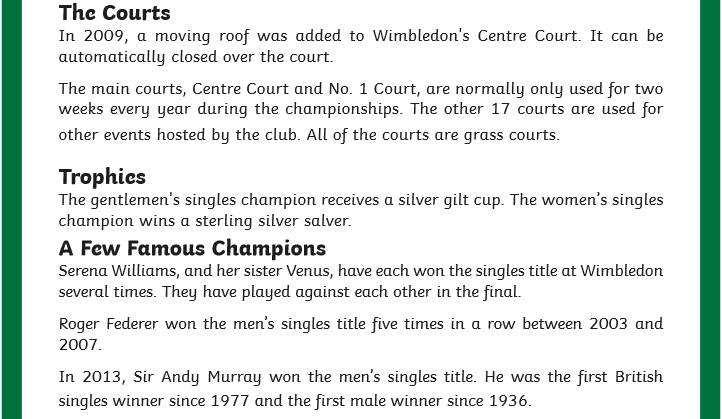 The Courts
In 2009, a moving roof was added to Wimbledon's Centre Court. It can be
automatically closed over the court.
The main courts, Centre Court and No. 1 Court, are normally only used for two
weeks every year during the championships. The other 17 courts are used for
other events hosted by the club. All of the courts are grass courts.
Trophies
The gentlemen's singles champion receives a silver gilt cup. The women’s singles
champion wins a sterling silver salver.
A Few Famous Champions
Serena Williams, and her sister Venus, have each won the singles title at Wimbledon
several times. They have played against each other in the final.
Roger Federer won the men’s singles title five times in a row between 2003 and
2007.
In 2013, Sir Andy Murray won the men’s singles title. He was the first British
singles winner since 1977 and the first male winner since 1936.